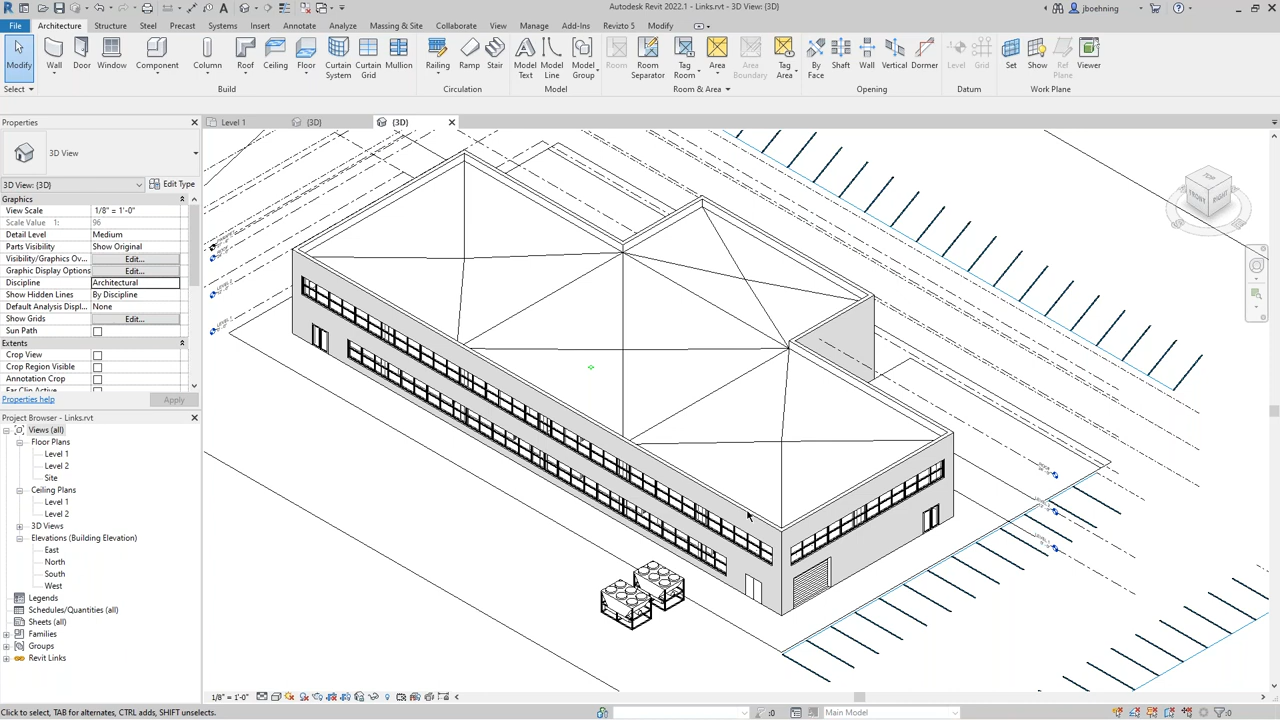 Autodesk Revit 2022.1 - Links.rvt - 3D View: {3D}
jboehning
File Architecture Structure Steel Precast Systems Insert Annotate Analyze Massing & Site Collaborate View Manage Add-Ins Revizto 5 Modify
Modify Wall Door Window Component Column Roof Ceiling Floor Curtain System Curtain Grid Mullion Railing Ramp Stair Model Text Model Line Model Group Room Room Separator Tag Room Area Area Boundary Tag Area By Face Shaft Wall Vertical Dormer Level Grid Set Show Ref Plane Viewer
Select Build Circulation Model Room & Area Opening Datum Work Plane
Properties
Level 1 {3D} {3D}
3D View
3D View: {3D} Edit Type
Graphics
View Scale 1/8" = 1'-0"
Scale Value 1: 96
Detail Level Medium
Parts Visibility Show Original
Visibility/Graphics Ov... Edit...
Graphic Display Options Edit...
Discipline Architectural
Show Hidden Lines By Discipline
Default Analysis Displ... None
Show Grids Edit...
Sun Path
Extents
Crop View
Crop Region Visible
Annotation Crop
Far Clip Active
Properties help Apply
Project Browser - Links.rvt
Views (all)
Floor Plans
Level 1
Level 2
Site
Ceiling Plans
Level 1
Level 2
3D Views
Elevations (Building Elevation)
East
North
South
West
Legends
Schedules/Quantities (all)
Sheets (all)
Families
Groups
Revit Links
TOP
FRONT RIGHT
1/8" = 1'-0"
Click to select, TAB for alternates, CTRL adds, SHIFT unselects.
:0 Main Model :0